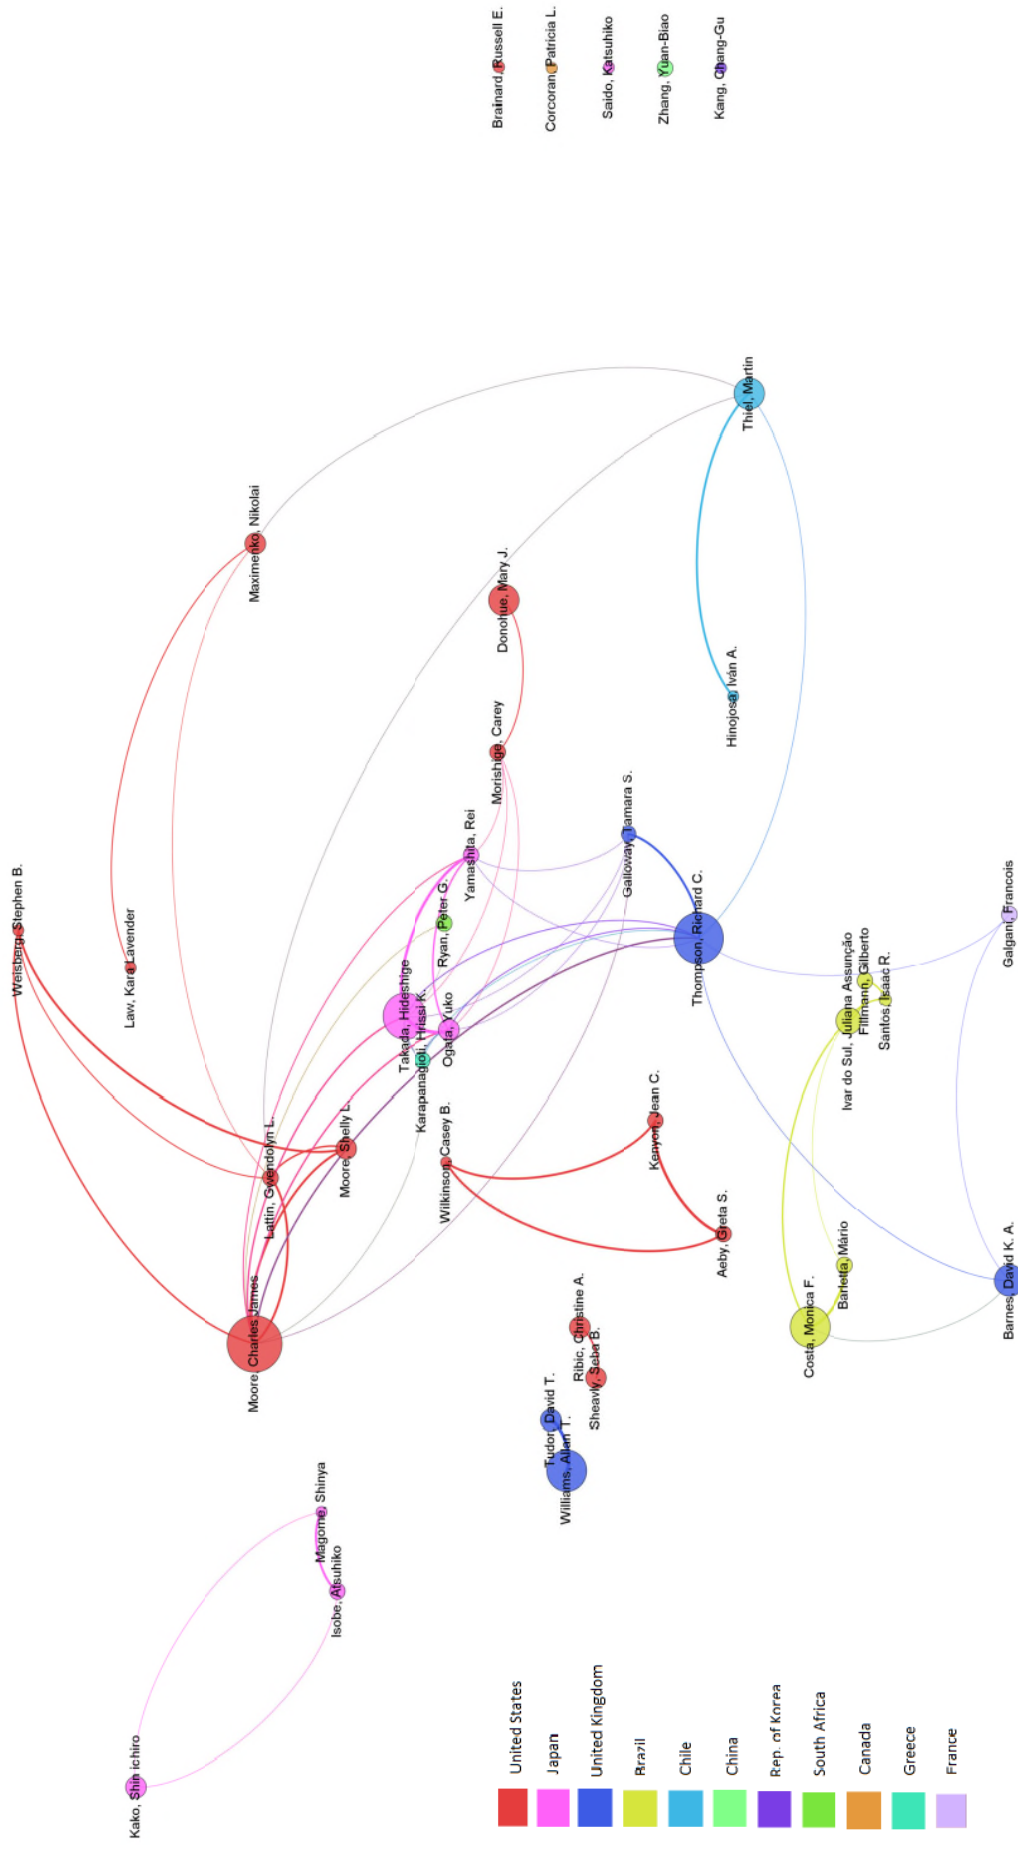 Brainard, Russell E.
Corcoran, Patricia L.
Saido, Katsuhiko
Zhang, Yuan-Biao
Kang, Chang-Gu
Thiel, Martin
Maximenko, Nikolai
Donohue, Mary J.
Hinojosa, Iván A.
Morishige, Carey
Yamashita, Rei
Galloway, Tamara S.
Weisberg, Stephen B.
Law, Kara Lavender
Ryan, Peter G.
Thompson, Richard C.
Galgani, Francois
Takada, Hideshige
Karapanagioti, Hrissi K.
Ogata, Yuko
Ivar do Sul, Juliana Assunção
Fillmann, Gilberto
Santos, Isaac R.
Lattin, Gwendolyn L.
Moore, Shelly L.
Wilkinson, Casey B.
Kenyon, Jean C.
Aeby, Greta S.
Moore, Charles James
Ribic, Christine A.
Sheavly, Seba B.
Costa, Monica F.
Barletta, Mário
Barnes, David K. A.
Tudor, David T.
Williams, Allan T.
Magome, Shinya
Isobe, Atsuhiko
Kako, Shin ichiro
United States
Japan
United Kingdom
Brazil
Chile
China
Rep. of Korea
South Africa
Canada
Greece
France